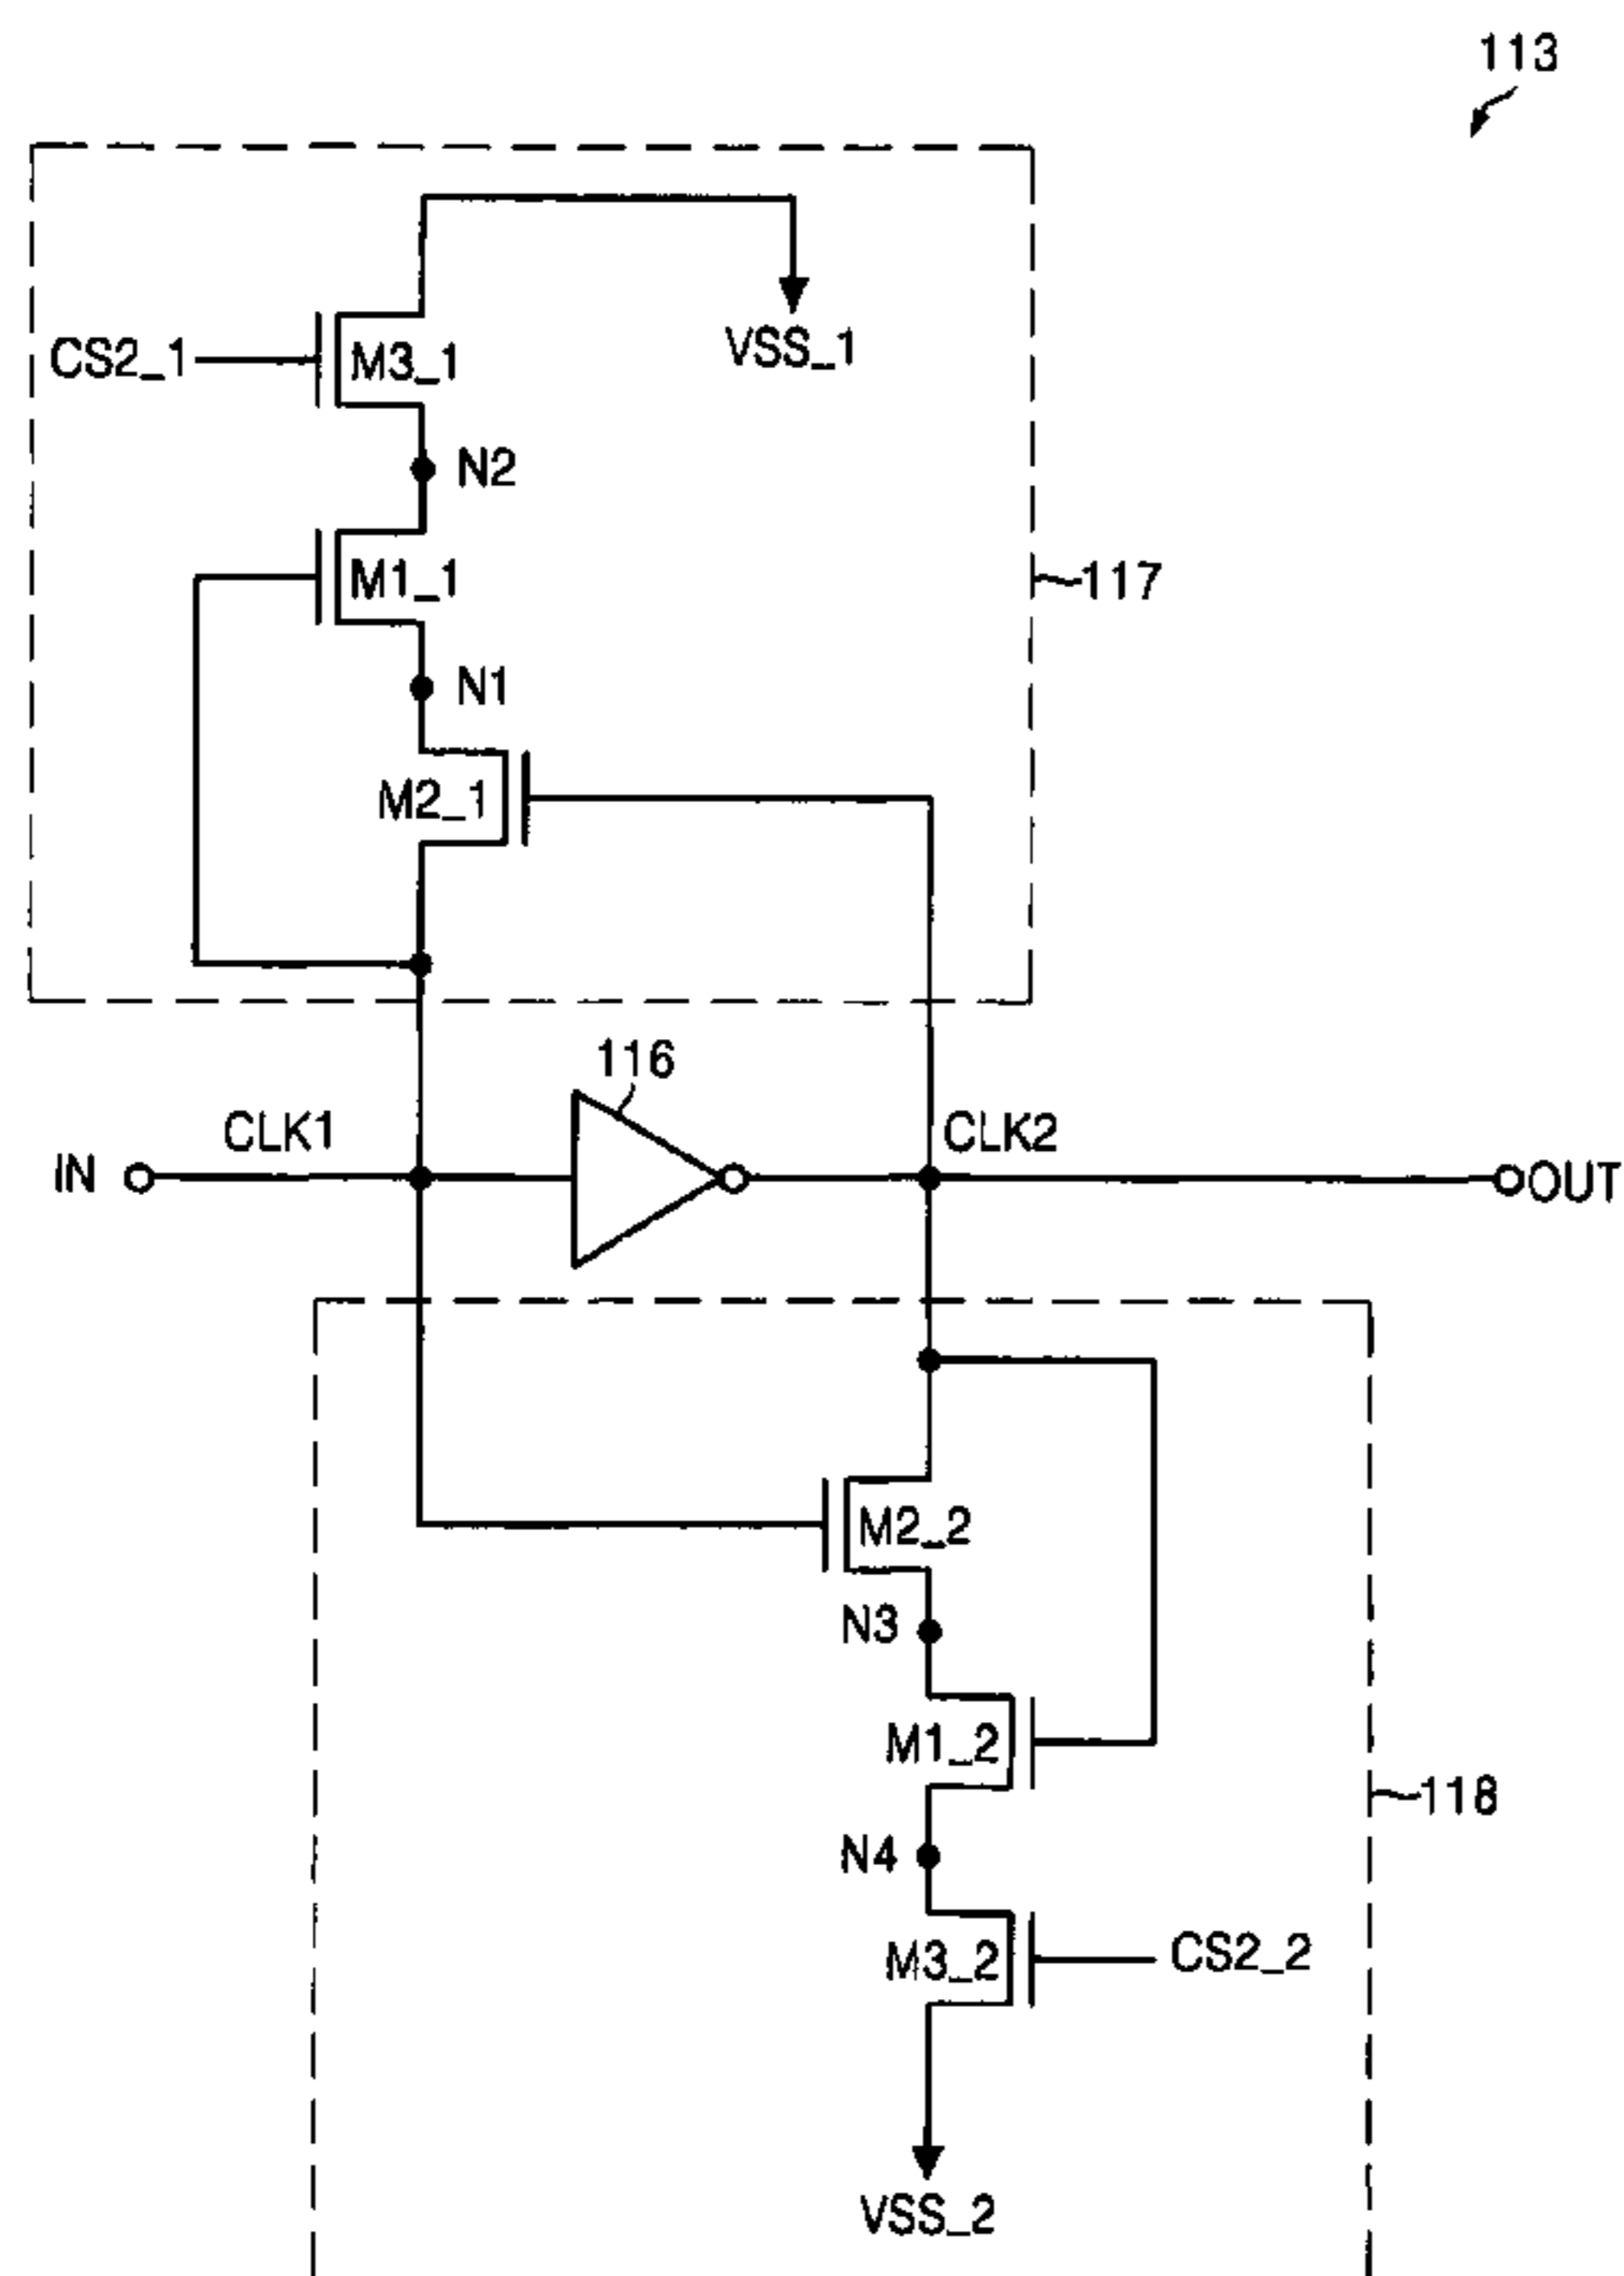 113
CS2_1
M3_1
VSS_1
N2
M1_1
117
N1
M2_1
116
CLK1
CLK2
IN
OUT
M2_2
N3
M1_2
118
N4
M3_2
CS2_2
VSS_2